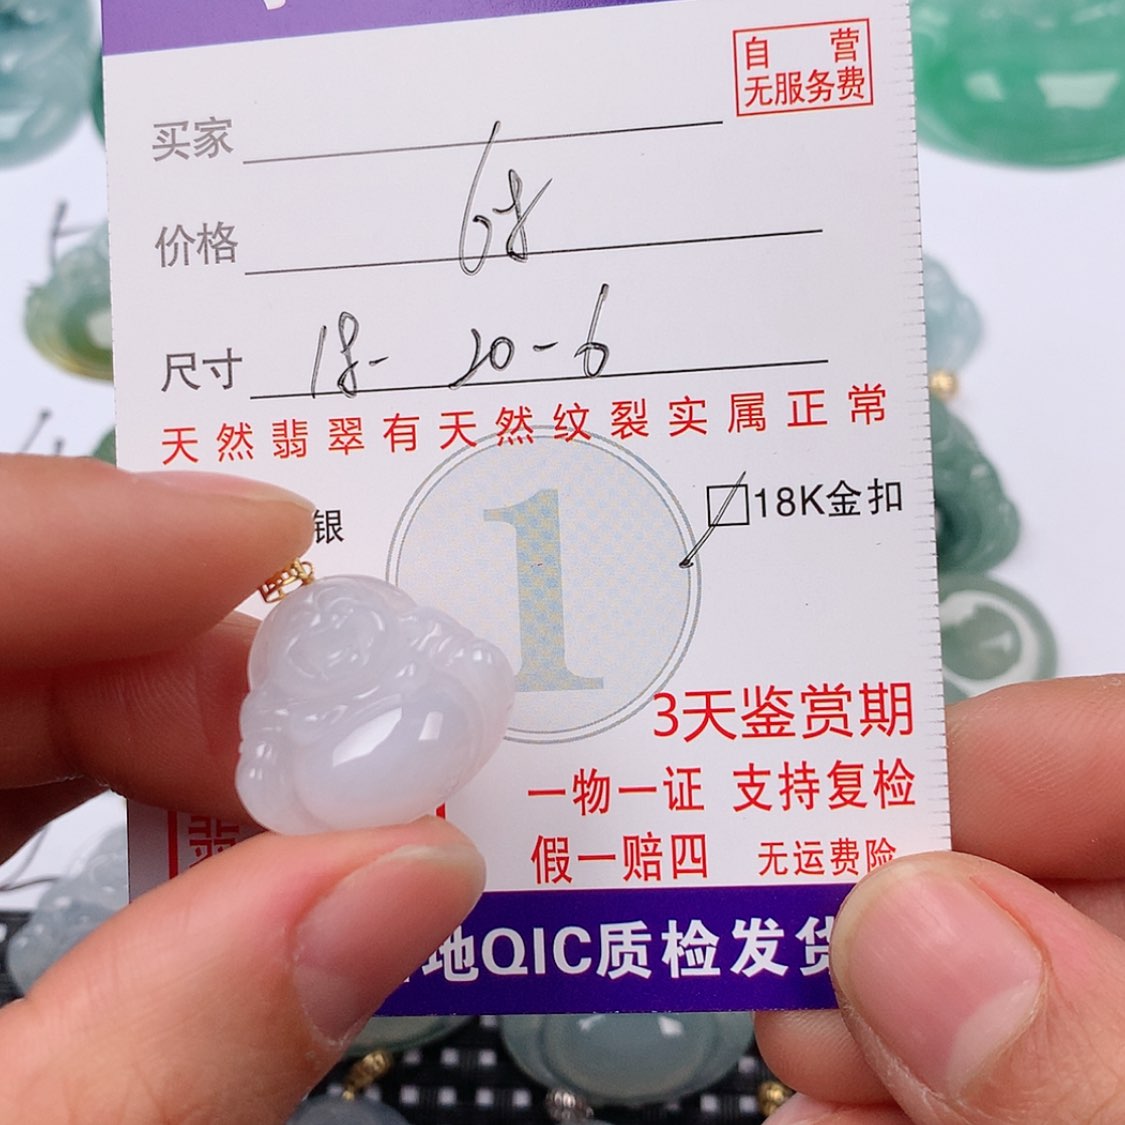 自 营
无服务费
买家
价格 68
尺寸 18-20-6
天然翡翠有天然纹裂实属正常
银
18K金扣
1
3天鉴赏期
一物一证 支持复检
翡
假一赔四 无运费险
地QIC质检发货